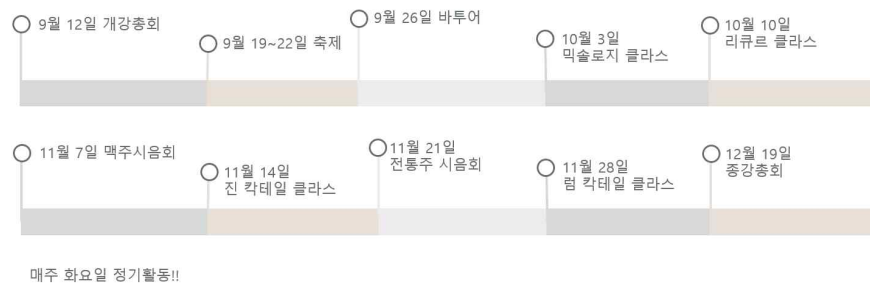 9월 12일 개강총회
9월 19~22일 축제
9월 26일 바투어
10월 3일
믹솔로지 클라스
10월 10일
리큐르 클라스
11월 7일 맥주시음회
11월 14일
진 칵테일 클라스
11월 21일
전통주 시음회
11월 28일
럼 칵테일 클라스
12월 19일
종강총회
매주 화요일 정기활동!!